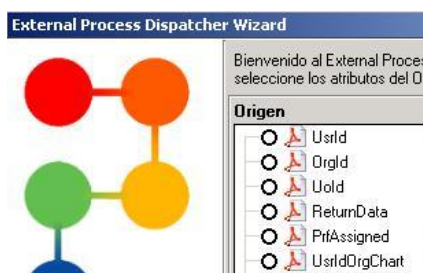 External Process Dispatcher Wizard
Bienvenido al External Proces
seleccione los atributos del O
Origen
UsrId
OrgId
UoId
ReturnData
PrfAssigned
UsrIdOrgChart